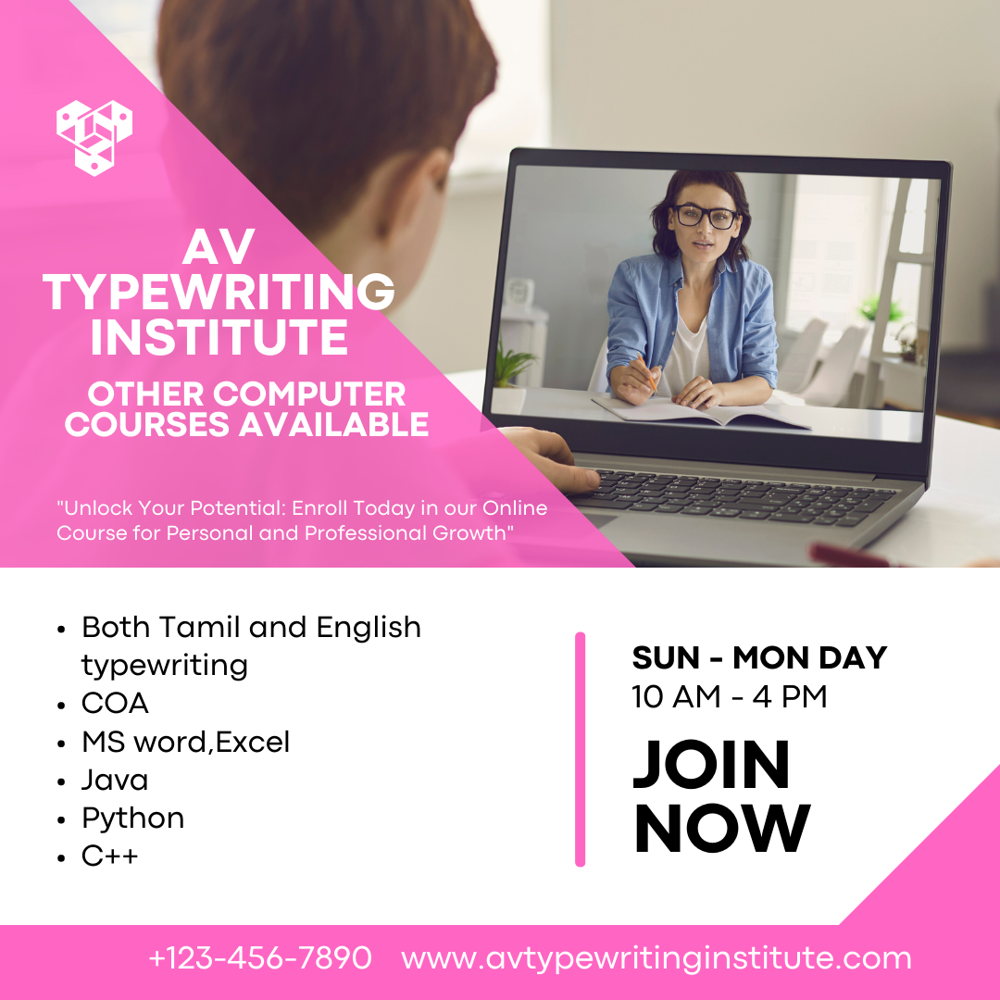 AV
TYPEWRITING
INSTITUTE
OTHER COMPUTER
COURSES AVAILABLE
"Unlock Your Potential: Enroll Today in our Online
Course for Personal and Professional Growth"
• Both Tamil and English
typewriting
• COA
• MS word,Excel
• Java
• Python
• C++
SUN - MON DAY
10 AM - 4 PM
JOIN
NOW
+123-456-7890 www.avtypewritinginstitute.com